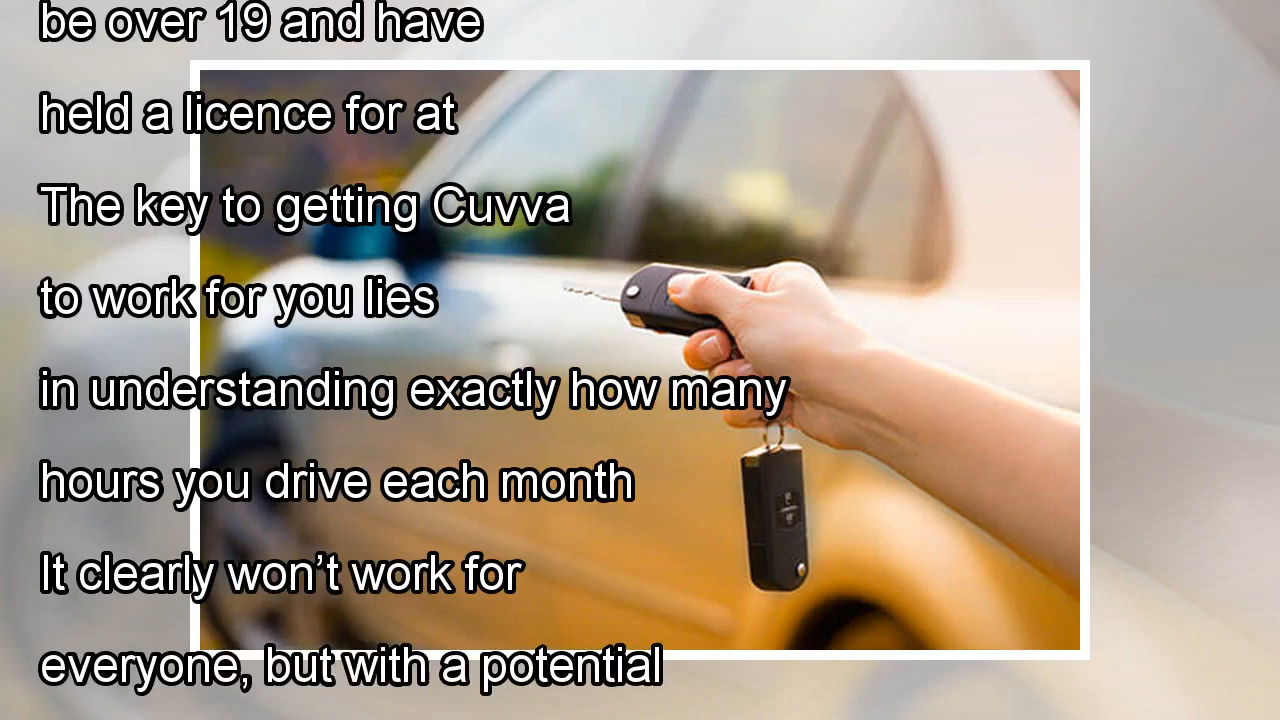 be over 19 and have
held a licence for at
The key to getting Cuvva
to work for you lies
in understanding exactly how many
hours you drive each month
It clearly won’t work for
everyone, but with a potential